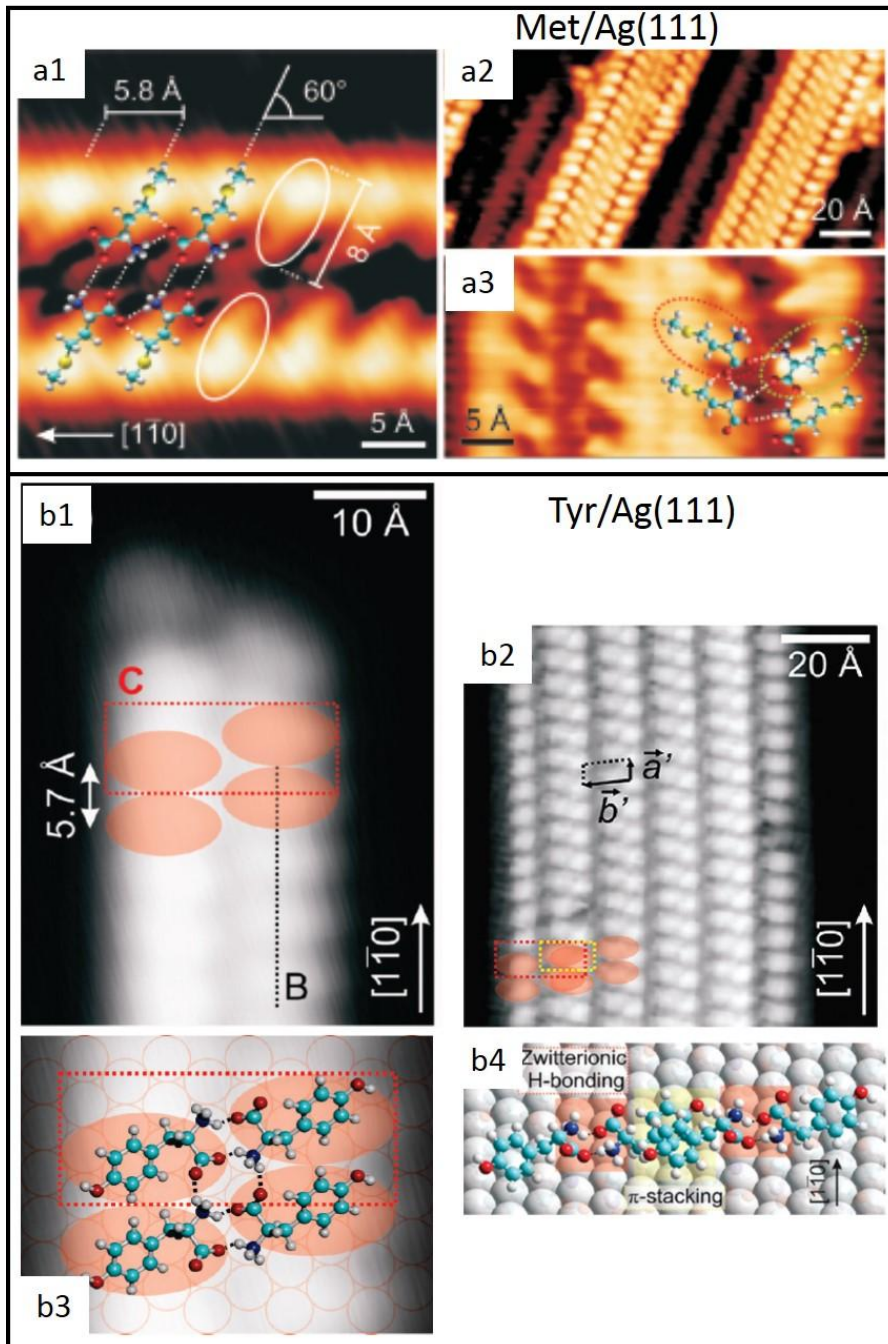 Met/Ag(111)
a1
5.8 Å
60°
8 Å
[11̅0]
5 Å
a2
20 Å
a3
5 Å
Tyr/Ag(111)
b1
10 Å
C
5.7 Å
B
[11̅0]
b2
20 Å
a⃗'
b⃗'
[11̅0]
b3
b4
Zwitterionic
H-bonding
π-stacking
[11̅0]